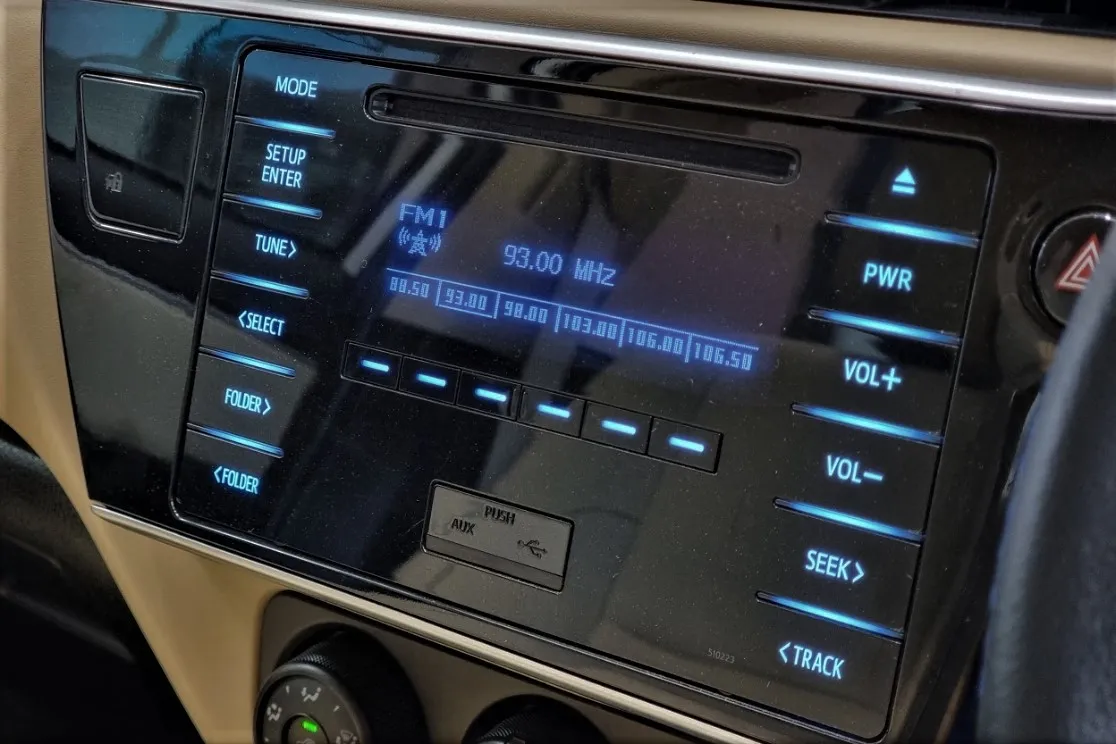 MODE
SETUP
ENTER
TUNE>
<SELECT
FOLDER>
<FOLDER
FM1
93.00 MHz
88.50 93.00 98.00 103.00 106.00 106.50
PUSH
AUX
PWR
VOL+
VOL−
SEEK>
<TRACK
510223